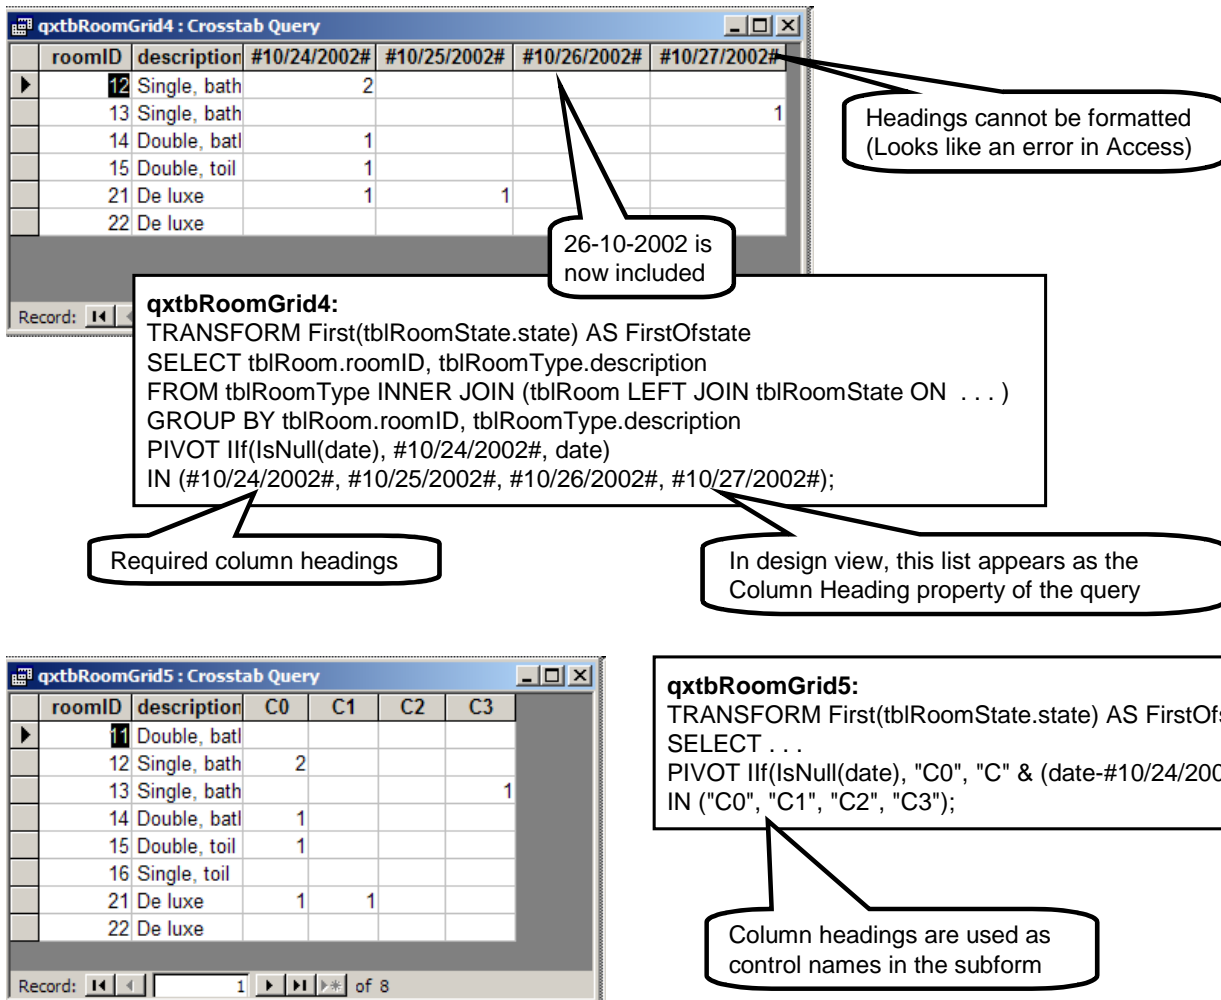 qxtbRoomGrid4 : Crosstab Query
roomID description #10/24/2002# #10/25/2002# #10/26/2002# #10/27/2002#
12 Single, bath 2
13 Single, bath 1
14 Double, batl 1
15 Double, toil 1
21 De luxe 1 1
22 De luxe
Record:
Headings cannot be formatted
(Looks like an error in Access)
26-10-2002 is
now included
qxtbRoomGrid4:
TRANSFORM First(tblRoomState.state) AS FirstOfstate
SELECT tblRoom.roomID, tblRoomType.description
FROM tblRoomType INNER JOIN (tblRoom LEFT JOIN tblRoomState ON . . . )
GROUP BY tblRoom.roomID, tblRoomType.description
PIVOT IIf(IsNull(date), #10/24/2002#, date)
IN (#10/24/2002#, #10/25/2002#, #10/26/2002#, #10/27/2002#);
Required column headings
In design view, this list appears as the
Column Heading property of the query
qxtbRoomGrid5 : Crosstab Query
roomID description C0 C1 C2 C3
11 Double, batl
12 Single, bath 2
13 Single, bath 1
14 Double, batl 1
15 Double, toil 1
16 Single, toil
21 De luxe 1 1
22 De luxe
Record: 1 of 8
qxtbRoomGrid5:
TRANSFORM First(tblRoomState.state) AS FirstOf
SELECT . . .
PIVOT IIf(IsNull(date), "C0", "C" & (date-#10/24/200
IN ("C0", "C1", "C2", "C3");
Column headings are used as
control names in the subform